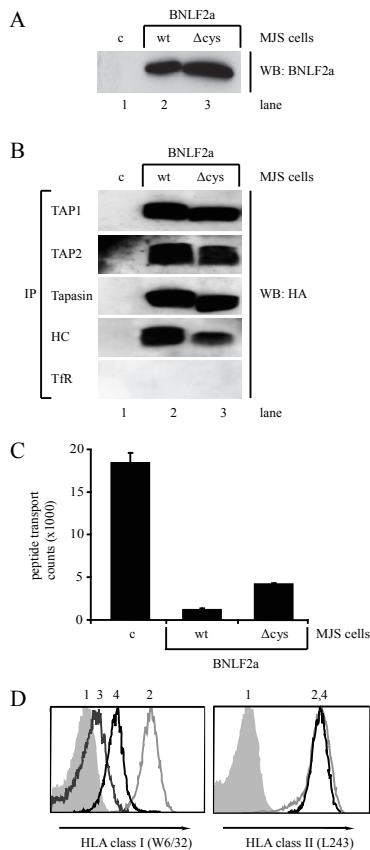 A
BNLF2a
c wt Δcys MJS cells
WB: BNLF2a
1 2 3 lane
B
BNLF2a
c wt Δcys MJS cells
TAP1
TAP2
IP Tapasin WB: HA
HC
TfR
1 2 3 lane
C
peptide transport
counts (x1000)
20
15
10
5
0
c wt Δcys MJS cells
BNLF2a
D
1 3 4 2 1 2,4
HLA class I (W6/32) HLA class II (L243)